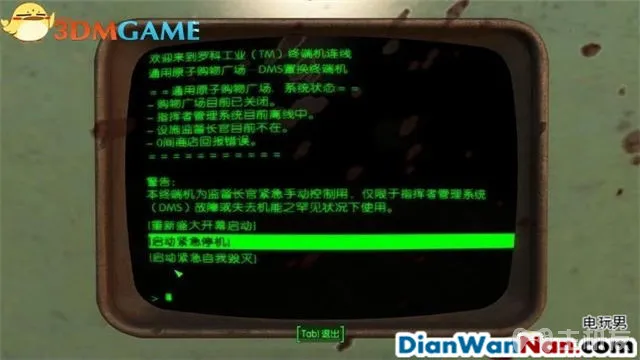 3DMGAME
欢迎来到罗科工业（TM）终端机连线
通用原子购物广场 - DMS置换终端机
==通用原子购物广场，系统状态==
- 购物广场目前已关闭。
- 指挥者管理系统目前离线中。
- 设施监督长官目前不在。
- 0间商店回报错误。
===========
警告：
本终端机为监督长官紧急手动控制用，仅限于指挥者管理系统
（DMS）故障或失去机能之罕见状况下使用。
[重新盛大开幕启动]
[启动紧急停机]
[启动紧急自我毁灭]
>
[Tab]退出
电玩男
DianWanNan.com